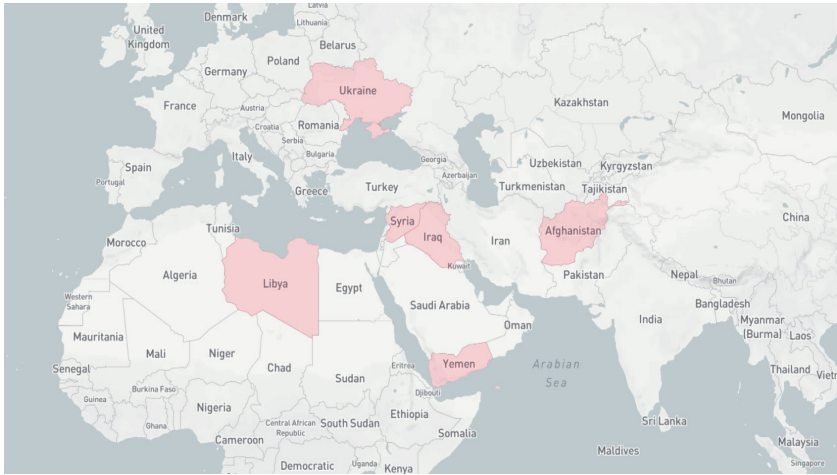 Denmark
Latvia
Lithuania
United
Kingdom
Belarus
Poland
Germany
Ukraine
Kazakhstan
France
Austria
Mongolia
Croatia
Romania
Serbia
Italy
Bulgaria
Georgia
Uzbekistan
Kyrgyzstan
Spain
Portugal
Greece
Turkey
Azerbaijan
Turkmenistan
Tajikistan
China
Tunisia
Syria
Iraq
Iran
Afghanistan
Morocco
Algeria
Libya
Egypt
Kuwait
Pakistan
Nepal
Bhutan
Western
Sahara
Saudi Arabia
Bangladesh
India
Oman
Myanmar
(Burma)
Laos
Mauritania
Mali
Niger
Chad
Sudan
Eritrea
Yemen
Arabian
Sea
Thailand
Senegal
Burkina Faso
Djibouti
Guinea
Nigeria
Ethiopia
Ghana
Central African
Republic
South Sudan
Somalia
Sri Lanka
Cameroon
Maldives
Malaysia
Democratic
Uganda
Kenya
Singapore